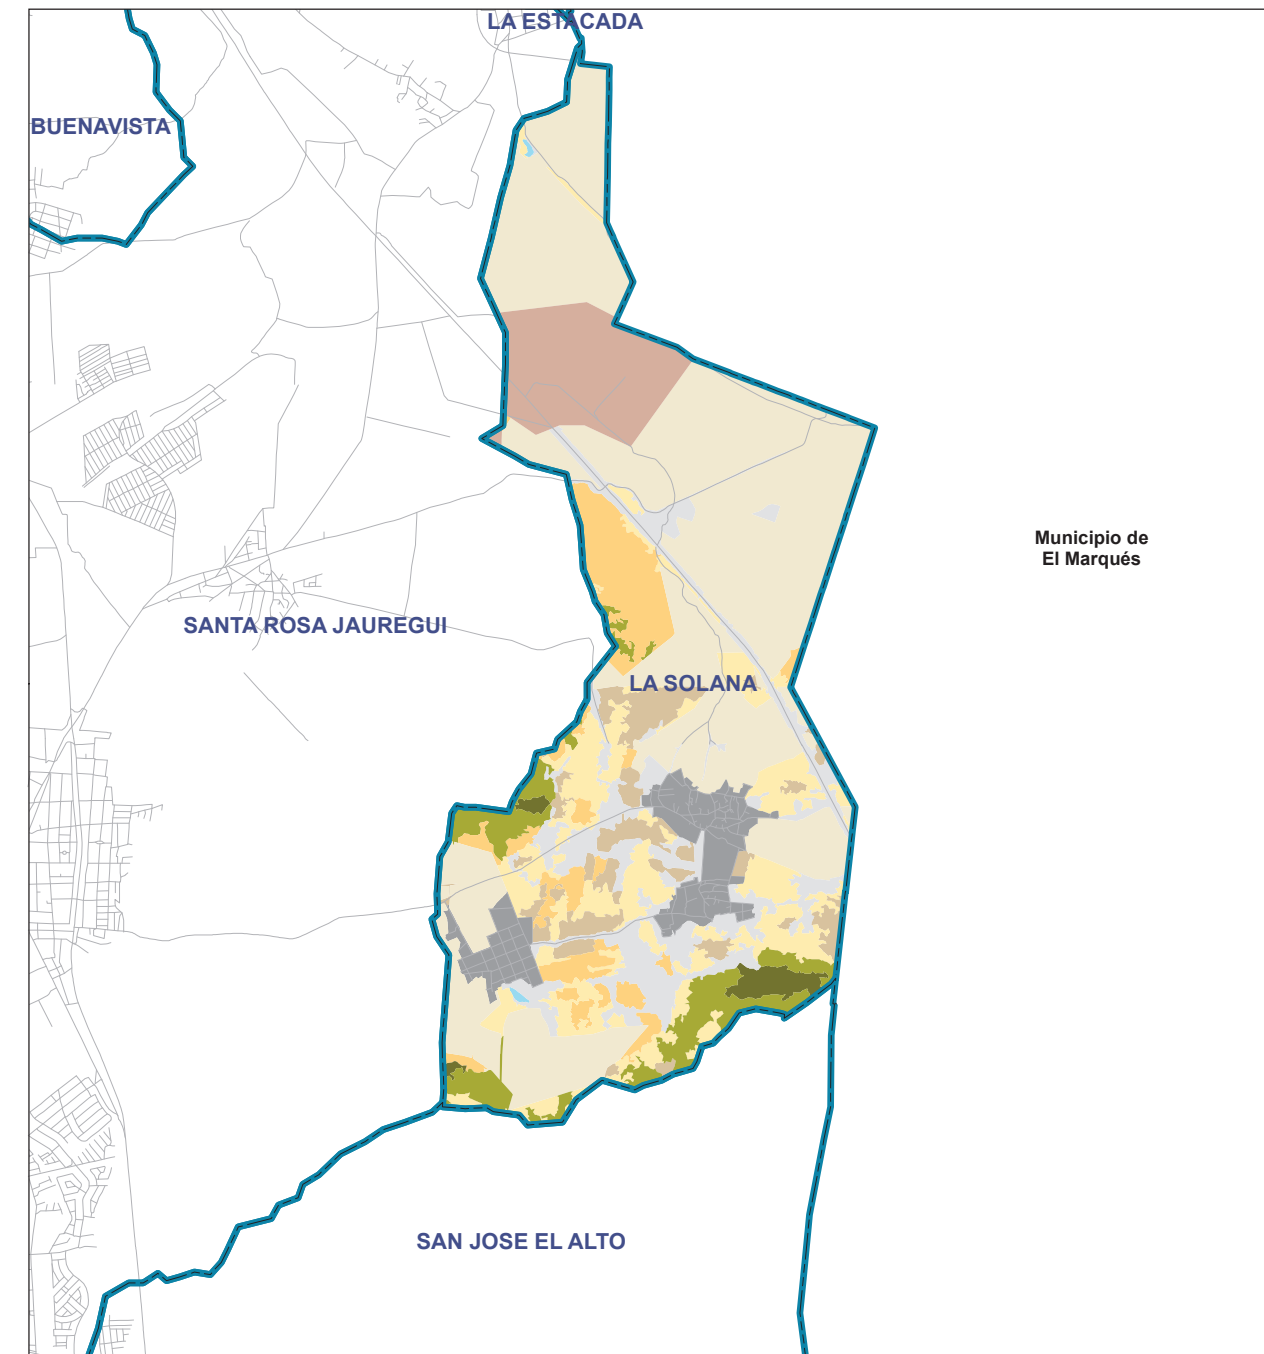 LA ESTACADA
BUENAVISTA
Municipio de
El Marqués
SANTA ROSA JAUREGUI
LA SOLANA
SAN JOSE EL ALTO